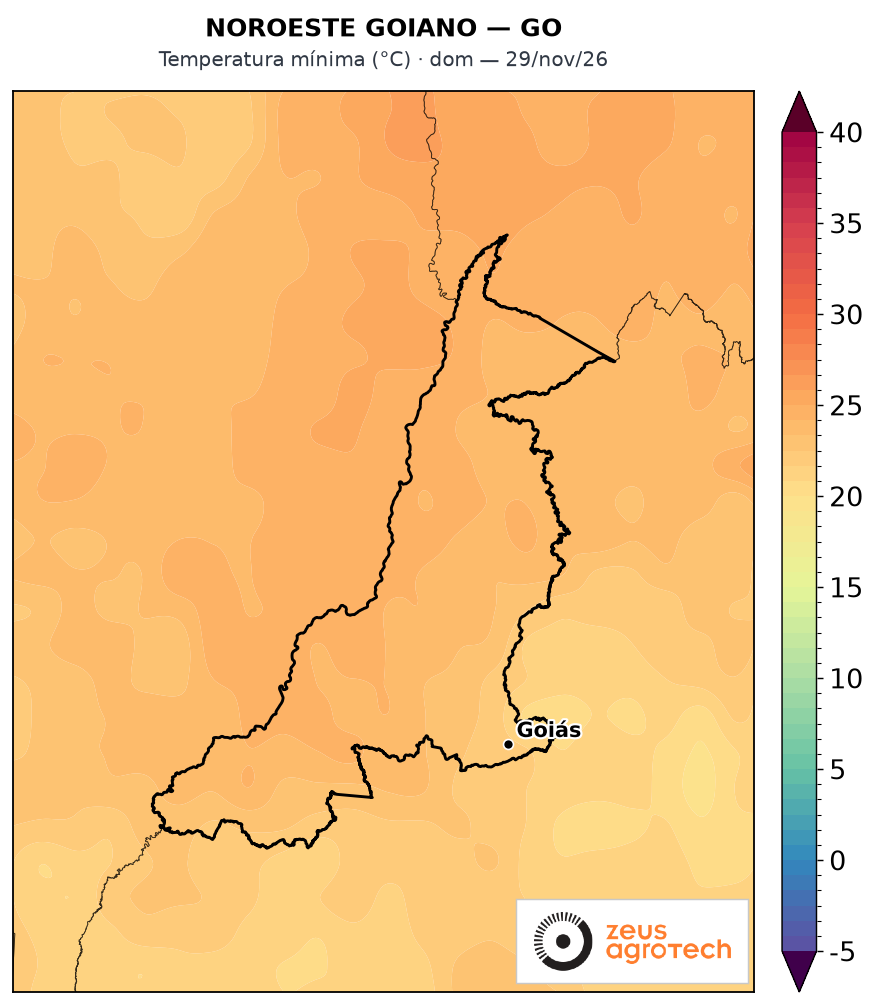 NOROESTE GOIANO — GO
Temperatura mínima (°C) · dom — 29/nov/26
40
35
30
25
20
15
10
5
0
-5
Goiás
zeus
agrotech